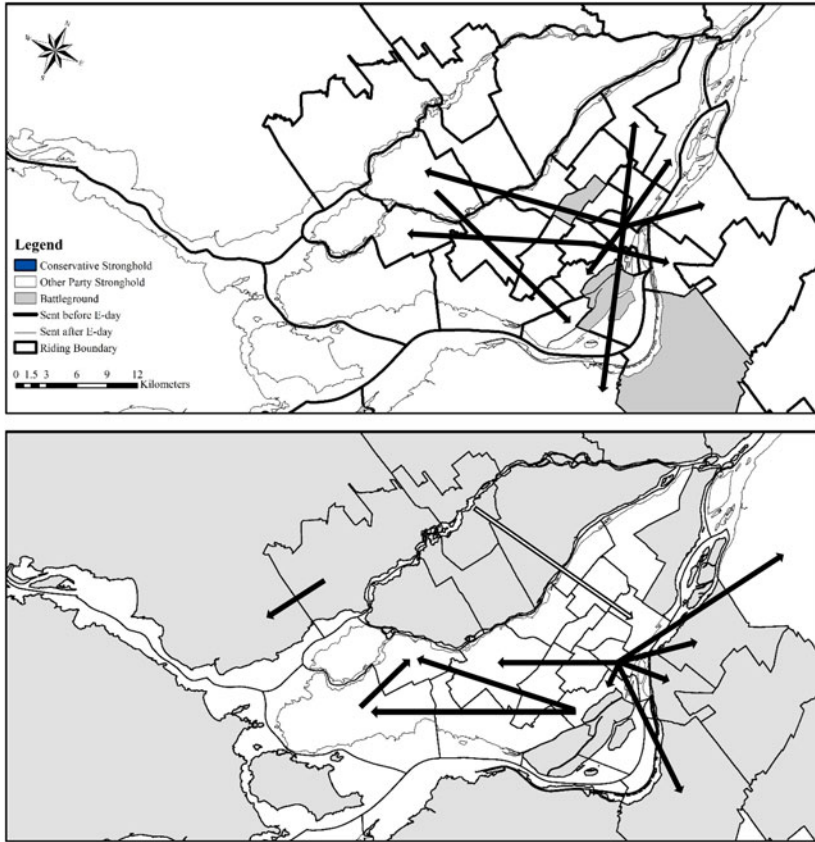 N
W
E
S
Legend
Conservative Stronghold
Other Party Stronghold
Battleground
Sent before E-day
Sent after E-day
Riding Boundary
0 1.5 3 6 9 12
Kilometers